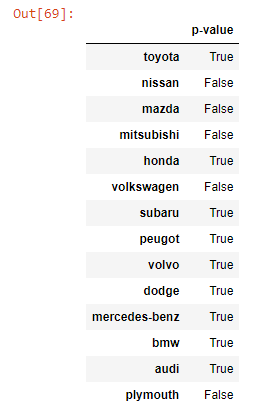 Out[69]:
p-value
toyota True
nissan False
mazda False
mitsubishi False
honda True
volkswagen False
subaru True
peugot True
volvo True
dodge True
mercedes-benz True
bmw True
audi True
plymouth False